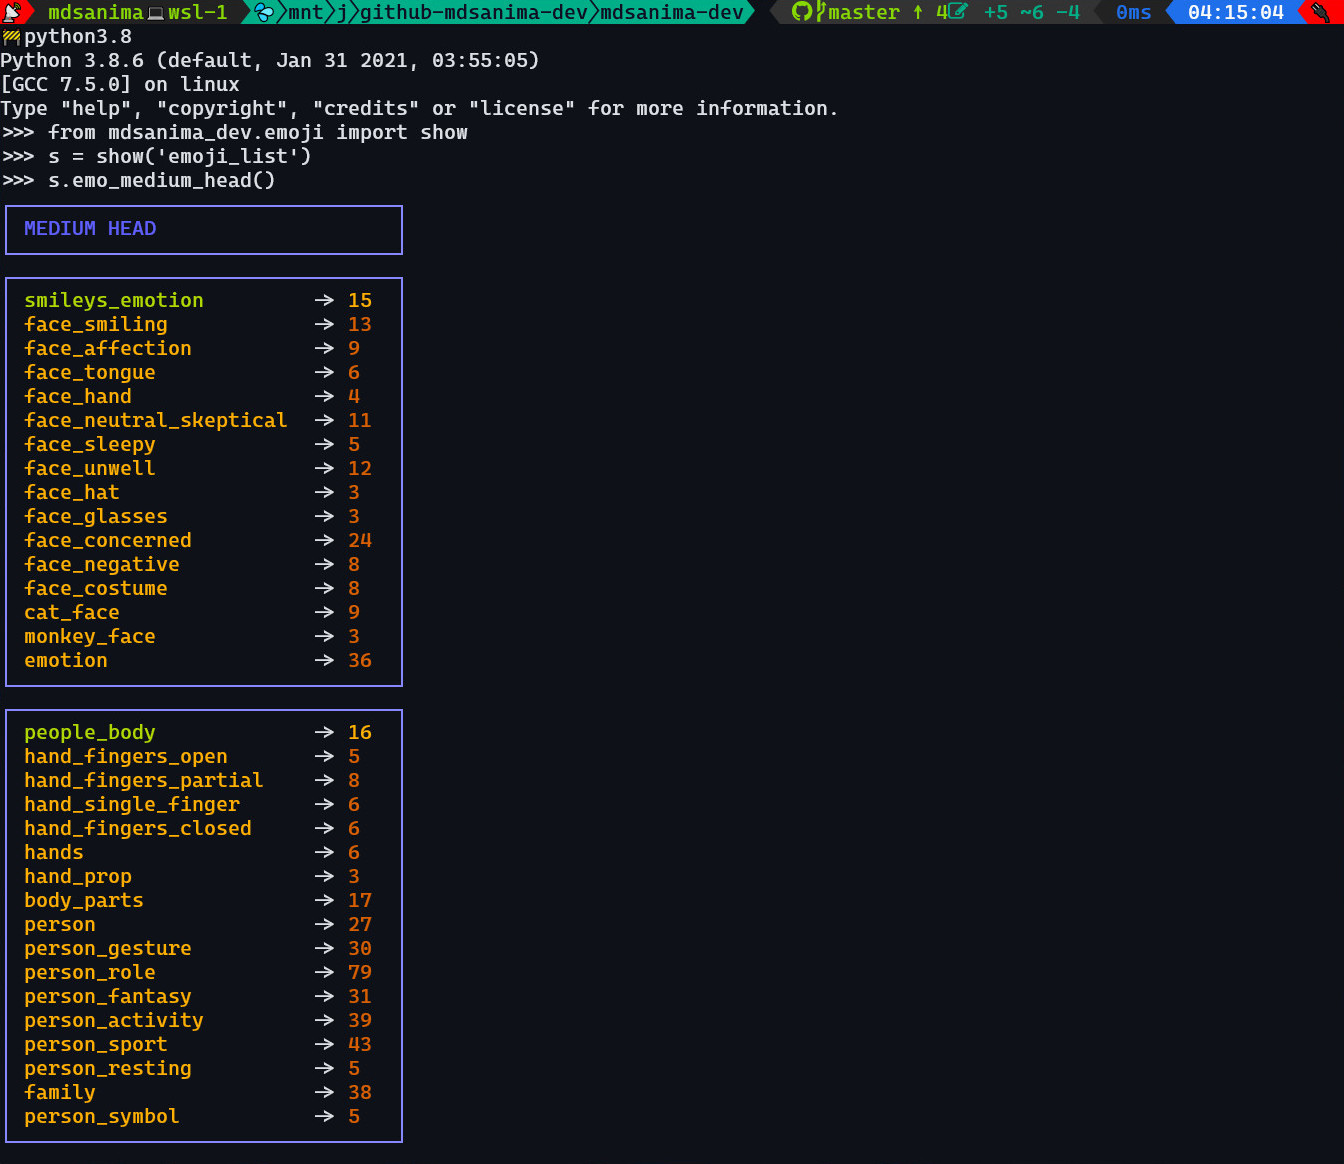 mdsanima wsl-1 mnt j github-mdsanima-dev mdsanima-dev master ↑ 4 +5 ~6 -4 0ms 04:15:04
python3.8
Python 3.8.6 (default, Jan 31 2021, 03:55:05)
[GCC 7.5.0] on linux
Type "help", "copyright", "credits" or "license" for more information.
>>> from mdsanima_dev.emoji import show
>>> s = show('emoji_list')
>>> s.emo_medium_head()
MEDIUM HEAD
smileys_emotion → 15
face_smiling → 13
face_affection → 9
face_tongue → 6
face_hand → 4
face_neutral_skeptical → 11
face_sleepy → 5
face_unwell → 12
face_hat → 3
face_glasses → 3
face_concerned → 24
face_negative → 8
face_costume → 8
cat_face → 9
monkey_face → 3
emotion → 36
people_body → 16
hand_fingers_open → 5
hand_fingers_partial → 8
hand_single_finger → 6
hand_fingers_closed → 6
hands → 6
hand_prop → 3
body_parts → 17
person → 27
person_gesture → 30
person_role → 79
person_fantasy → 31
person_activity → 39
person_sport → 43
person_resting → 5
family → 38
person_symbol → 5